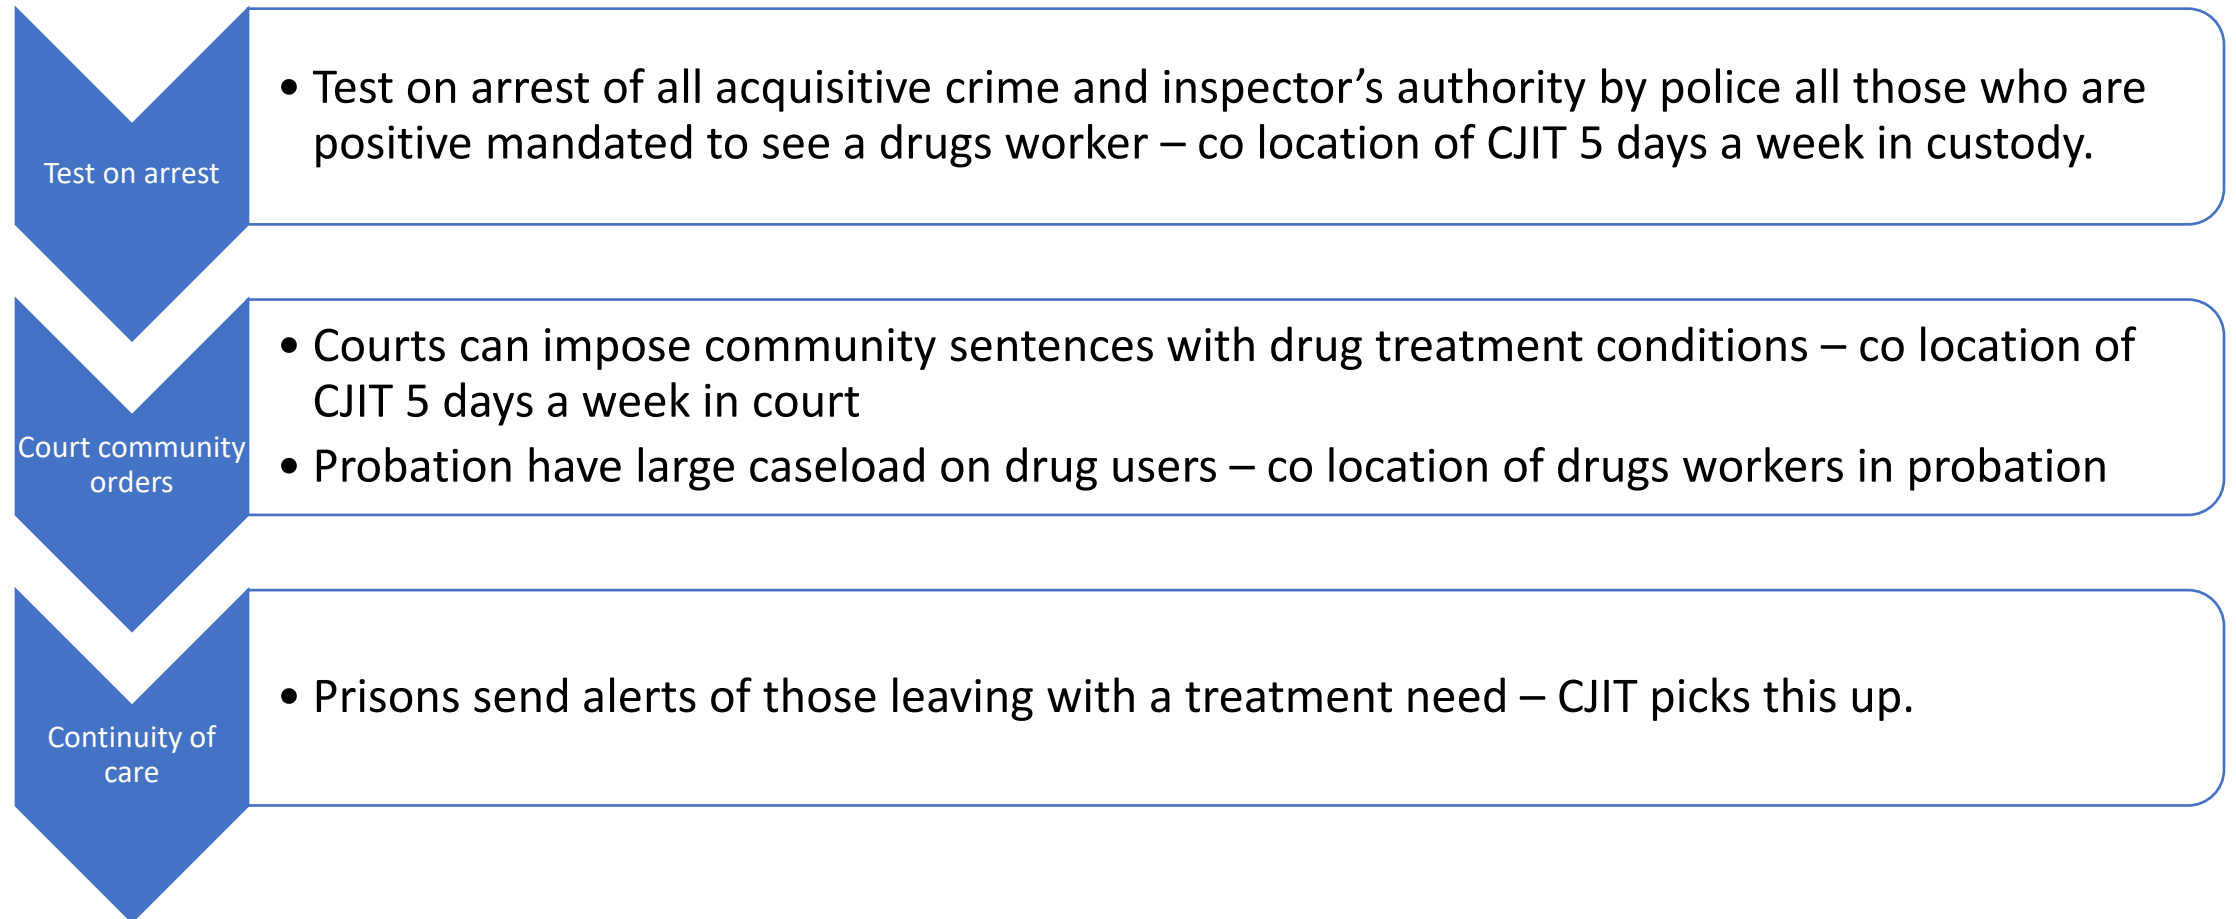 Test on arrest
• Test on arrest of all acquisitive crime and inspector’s authority by police all those who are
positive mandated to see a drugs worker – co location of CJIT 5 days a week in custody.
Court community
orders
• Courts can impose community sentences with drug treatment conditions – co location of
CJIT 5 days a week in court
• Probation have large caseload on drug users – co location of drugs workers in probation
Continuity of
care
• Prisons send alerts of those leaving with a treatment need – CJIT picks this up.